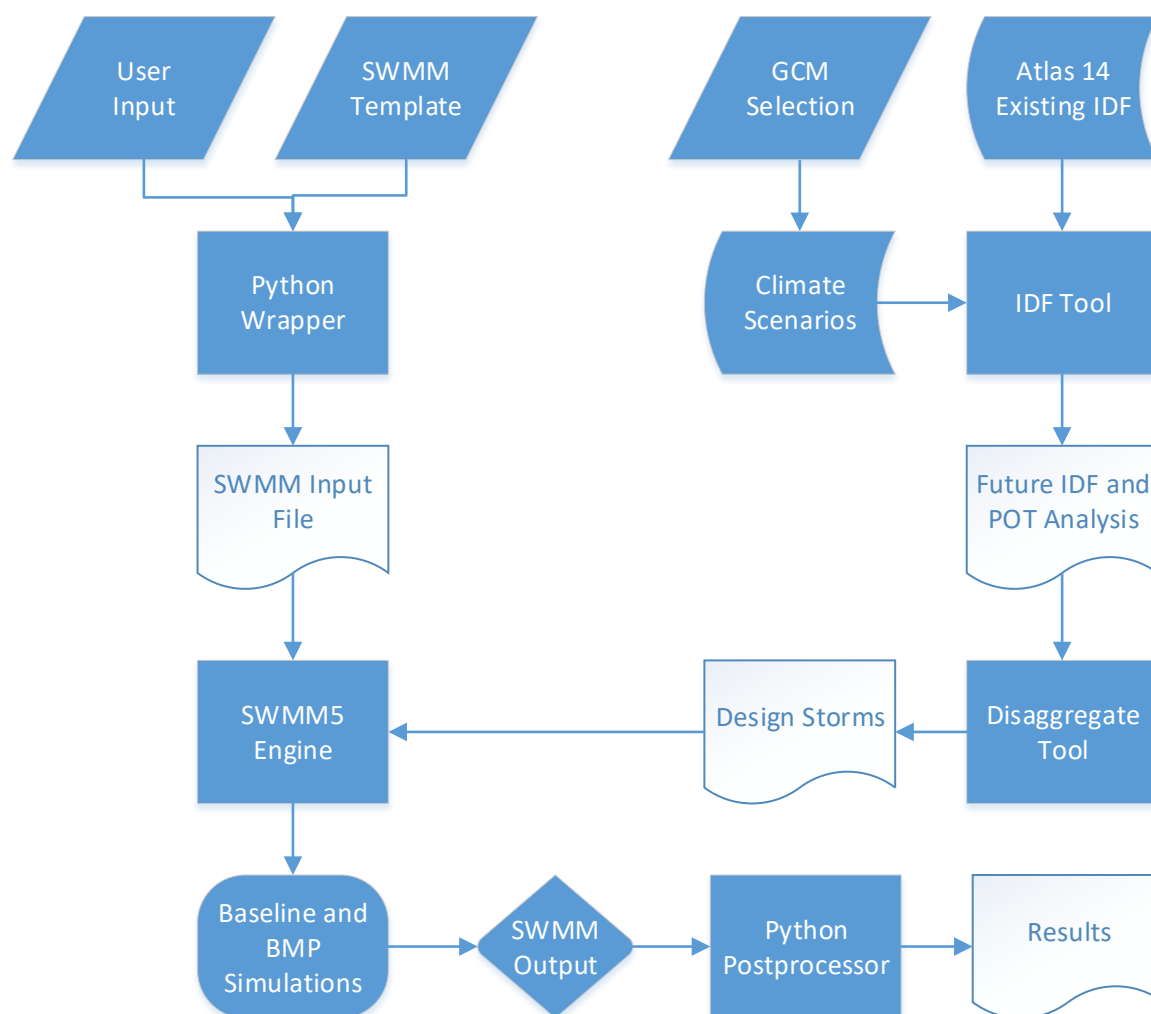 User
Input
SWMM
Template
GCM
Selection
Atlas 14
Existing IDF
Python
Wrapper
Climate
Scenarios
IDF Tool
SWMM Input
File
Future IDF and
POT Analysis
SWMM5
Engine
Design Storms
Disaggregate
Tool
Baseline and
BMP
Simulations
SWMM
Output
Python
Postprocessor
Results